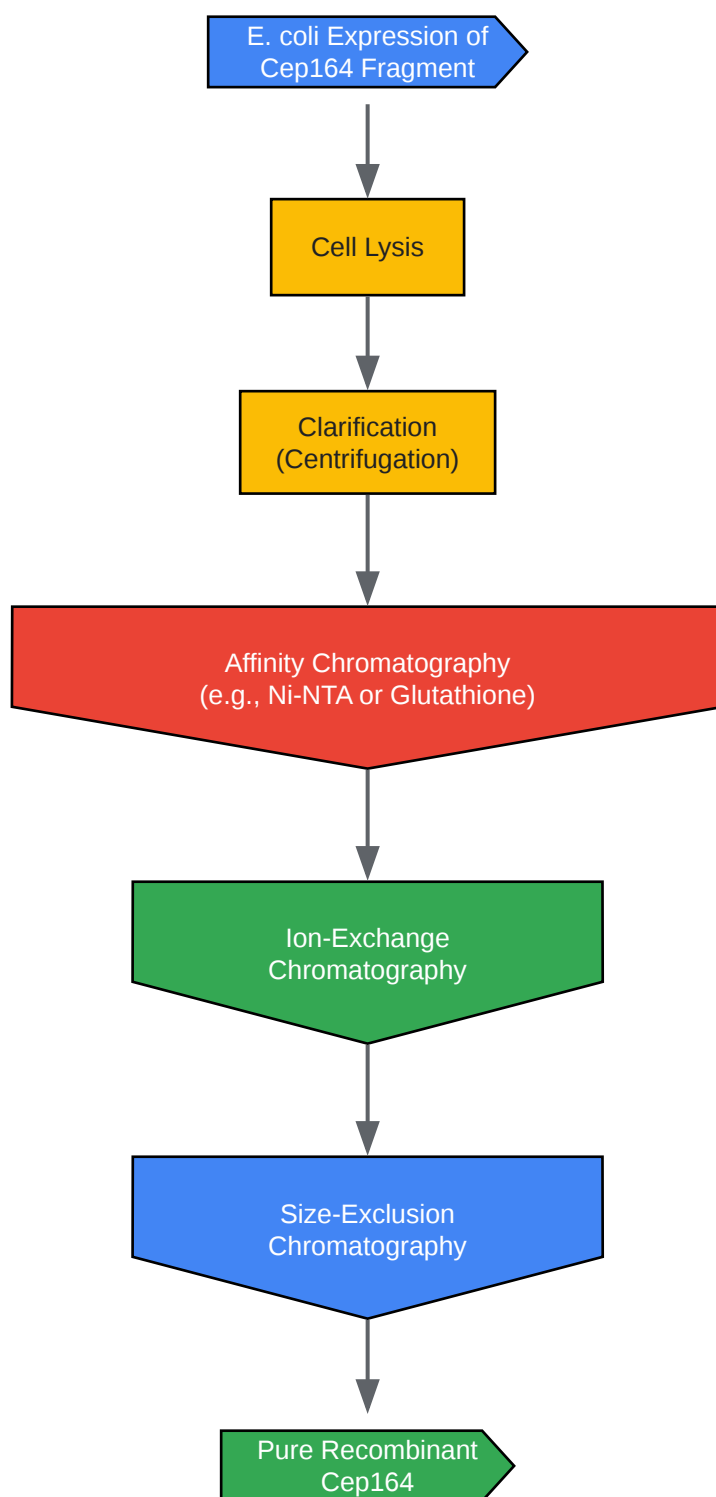 E. coli Expression of
Cep164 Fragment
Cell Lysis
Clarification
(Centrifugation)
Affinity Chromatography
(e.g., Ni-NTA or Glutathione)
Ion-Exchange
Chromatography
Size-Exclusion
Chromatography
Pure Recombinant
Cep164